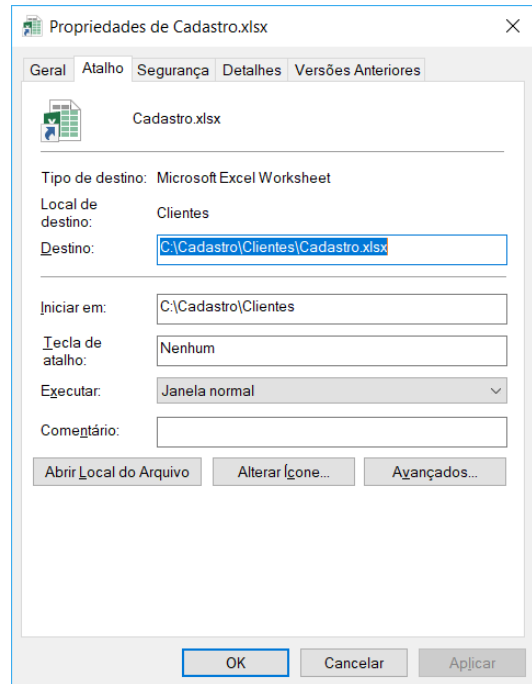 Propriedades de Cadastro.xlsx
Geral Atalho Segurança Detalhes Versões Anteriores
Cadastro.xlsx
Tipo de destino: Microsoft Excel Worksheet
Local de destino: Clientes
Destino: C:\Cadastro\Clientes\Cadastro.xlsx
Iniciar em: C:\Cadastro\Clientes
Tecla de atalho: Nenhum
Executar: Janela normal
Comentário:
Abrir Local do Arquivo Alterar Ícone... Avançados...
OK Cancelar Aplicar